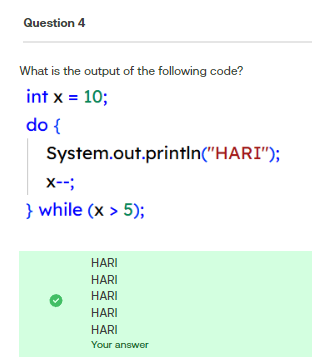 Question 4
What is the output of the following code?
int x = 10;
do {
System.out.println("HARI");
x--;
} while (x > 5);
HARI
HARI
HARI
HARI
HARI
Your answer